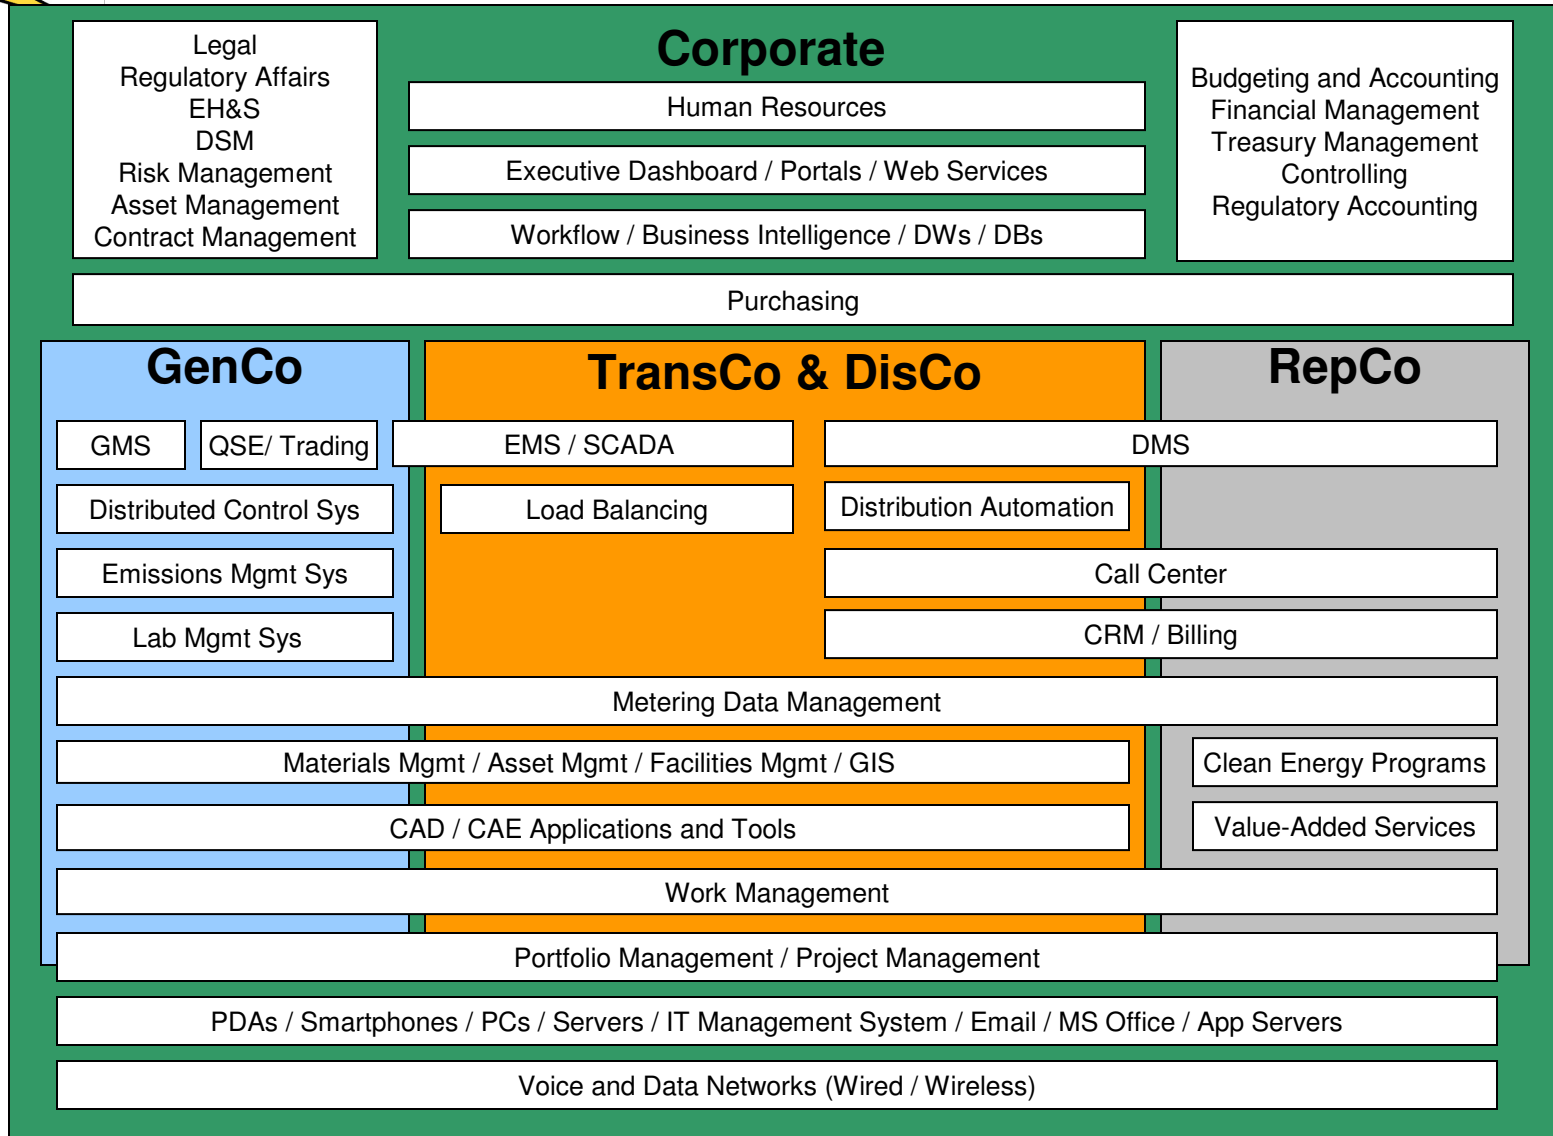 Legal
Regulatory Affairs
EH&S
DSM
Risk Management
Asset Management
Contract Management
Corporate
Human Resources
Executive Dashboard / Portals / Web Services
Workflow / Business Intelligence / DWs / DBs
Budgeting and Accounting
Financial Management
Treasury Management
Controlling
Regulatory Accounting
Purchasing
GenCo
TransCo & DisCo
RepCo
GMS
QSE/ Trading
EMS / SCADA
DMS
Distributed Control Sys
Load Balancing
Distribution Automation
Emissions Mgmt Sys
Call Center
Lab Mgmt Sys
CRM / Billing
Metering Data Management
Materials Mgmt / Asset Mgmt / Facilities Mgmt / GIS
Clean Energy Programs
CAD / CAE Applications and Tools
Value-Added Services
Work Management
Portfolio Management / Project Management
PDAs / Smartphones / PCs / Servers / IT Management System / Email / MS Office / App Servers
Voice and Data Networks (Wired / Wireless)